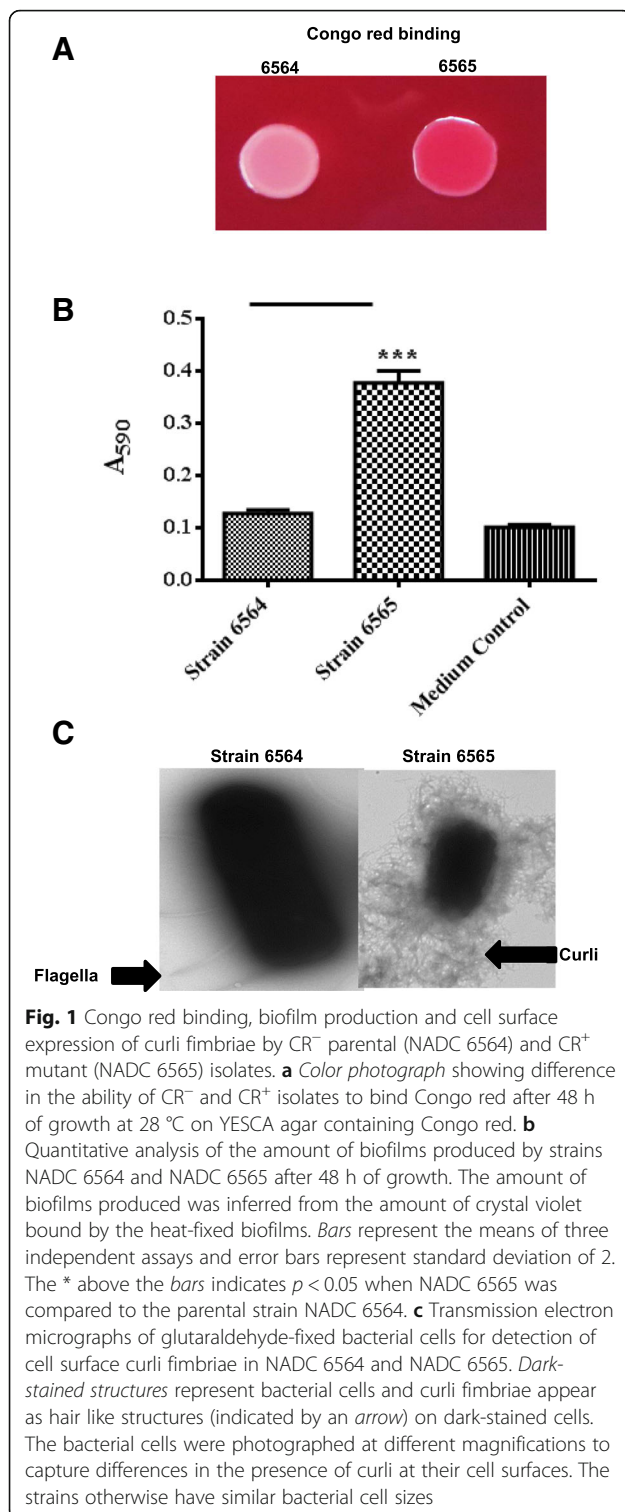 A
Congo red binding
6564 6565
B
0.5
0.4
0.3
0.2
0.1
0.0
A590
***
Strain 6564
Strain 6565
Medium Control
C
Strain 6564 Strain 6565
Flagella
Curli
Fig. 1 Congo red binding, biofilm production and cell surface
expression of curli fimbriae by CR− parental (NADC 6564) and CR+
mutant (NADC 6565) isolates. a Color photograph showing difference
in the ability of CR− and CR+ isolates to bind Congo red after 48 h
of growth at 28 °C on YESCA agar containing Congo red. b
Quantitative analysis of the amount of biofilms produced by strains
NADC 6564 and NADC 6565 after 48 h of growth. The amount of
biofilms produced was inferred from the amount of crystal violet
bound by the heat-fixed biofilms. Bars represent the means of three
independent assays and error bars represent standard deviation of 2.
The * above the bars indicates p < 0.05 when NADC 6565 was
compared to the parental strain NADC 6564. c Transmission electron
micrographs of glutaraldehyde-fixed bacterial cells for detection of
cell surface curli fimbriae in NADC 6564 and NADC 6565. Dark-
stained structures represent bacterial cells and curli fimbriae appear
as hair like structures (indicated by an arrow) on dark-stained cells.
The bacterial cells were photographed at different magnifications to
capture differences in the presence of curli at their cell surfaces. The
strains otherwise have similar bacterial cell sizes